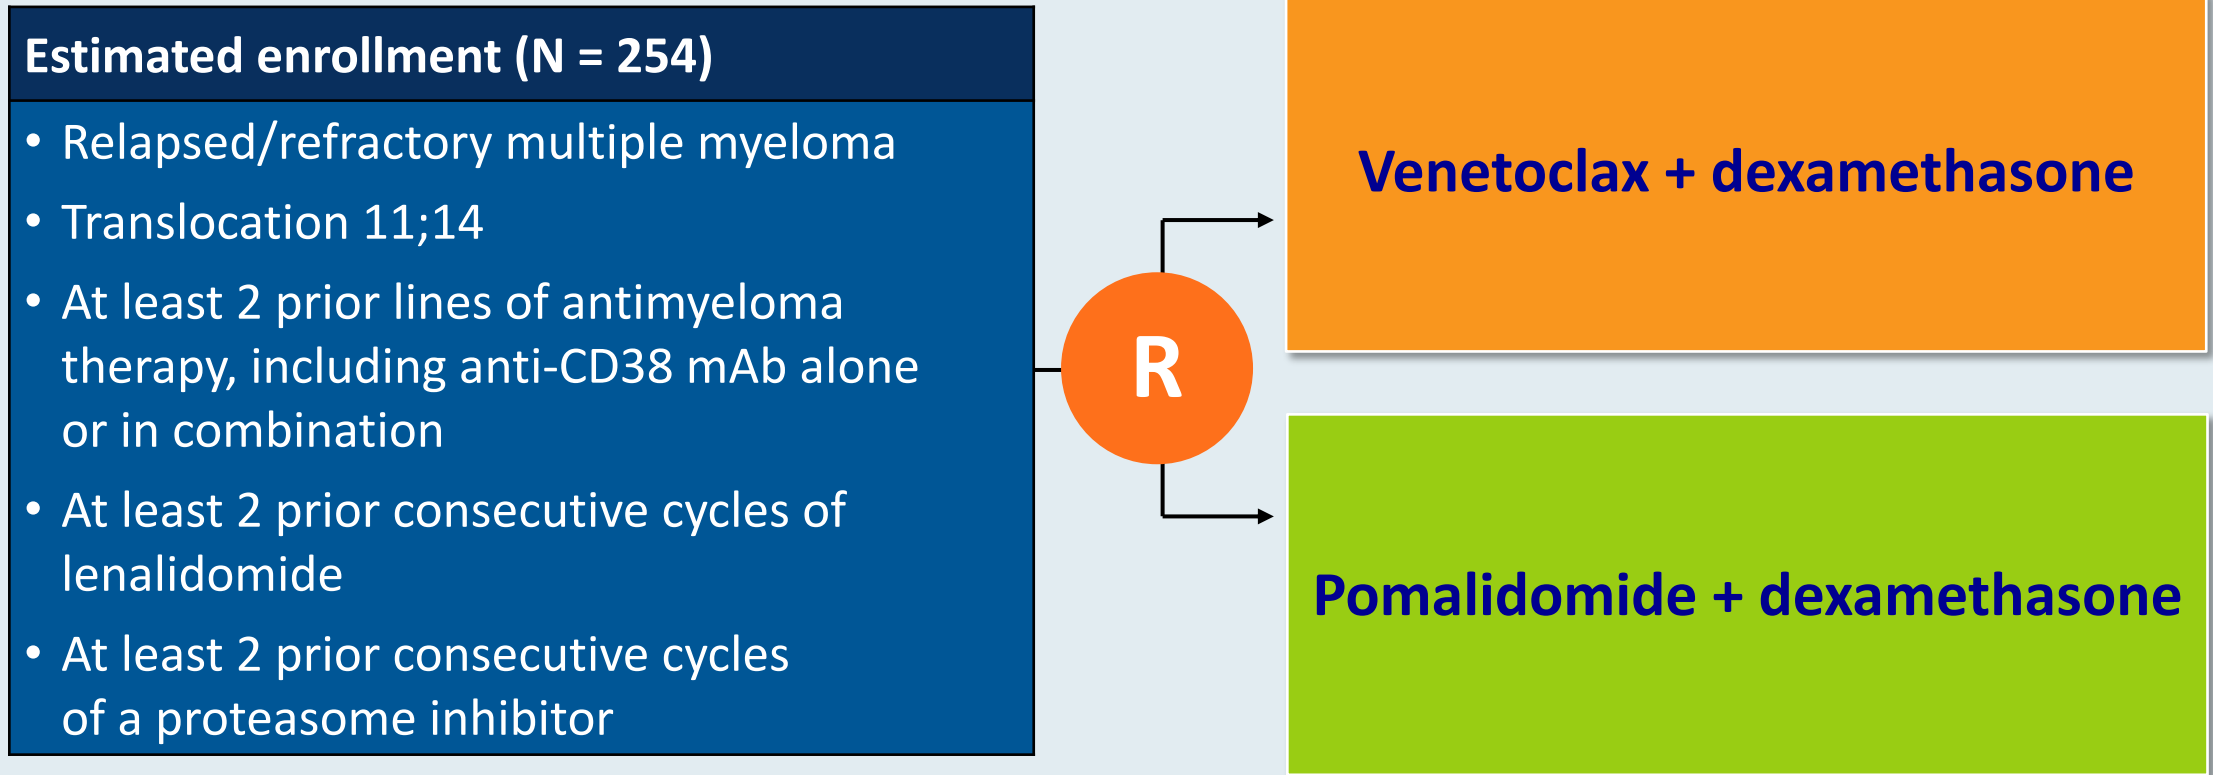 Estimated enrollment (N = 254)
• Relapsed/refractory multiple myeloma
• Translocation 11;14
• At least 2 prior lines of antimyeloma
therapy, including anti-CD38 mAb alone
or in combination
• At least 2 prior consecutive cycles of
lenalidomide
• At least 2 prior consecutive cycles
of a proteasome inhibitor
R
Venetoclax + dexamethasone
Pomalidomide + dexamethasone